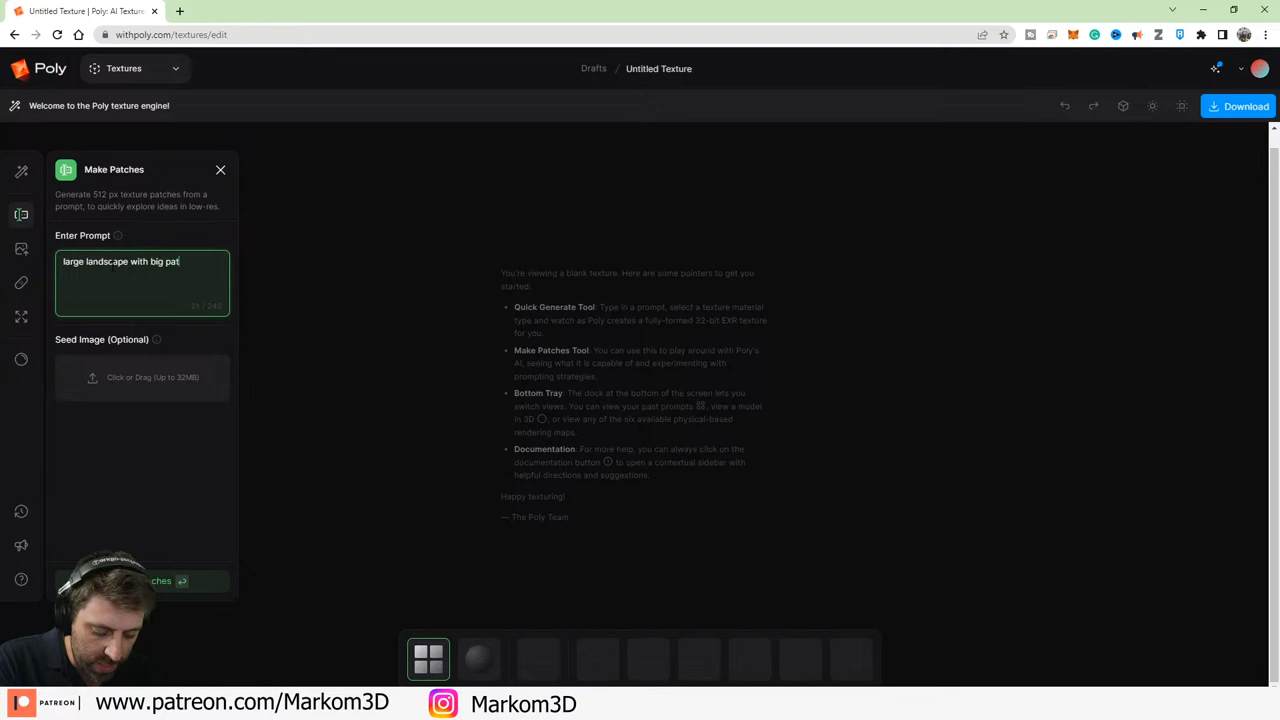 Untitled Texture | Poly: AI Textur
withpoly.com/textures/edit
Poly
Textures
Drafts / Untitled Texture
Welcome to the Poly texture engine!
Download
Make Patches
Generate 512 px texture patches from a
prompt, to quickly explore ideas in low-res.
Enter Prompt
large landscape with big pat
Seed Image (Optional)
Click or Drag (Up to 32MB)
ches
You're viewing a blank texture. Here are some pointers to get you
started:
• Quick Generate Tool: Type in a prompt, select a texture material
type and watch as Poly creates a fully-formed 32-bit EXR texture
for you.
• Make Patches Tool. You can use this to play around with Poly's
AI, seeing what it is capable of and experimenting with
prompting strategies.
• Bottom Tray: The dock at the bottom of the screen lets you
switch views. You can view your past prompts, view a model
in 3D, or view any of the six available physical-based
rendering maps.
• Documentation: For more help, you can always click on the
documentation button to open a contextual sidebar with
helpful directions and suggestions.
Happy texturing!
— The Poly Team
PATREON | www.patreon.com/Markom3D Markom3D